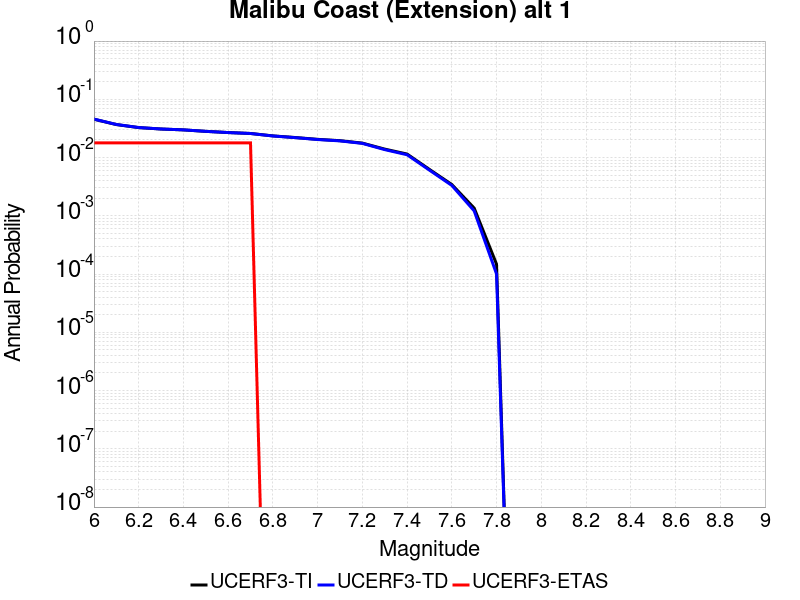 Malibu Coast (Extension) alt 1
10^0
10^-1
10^-2
10^-3
10^-4
10^-5
10^-6
10^-7
10^-8
Annual Probability
6 6.2 6.4 6.6 6.8 7 7.2 7.4 7.6 7.8 8 8.2 8.4 8.6 8.8 9
Magnitude
UCERF3-TI UCERF3-TD UCERF3-ETAS